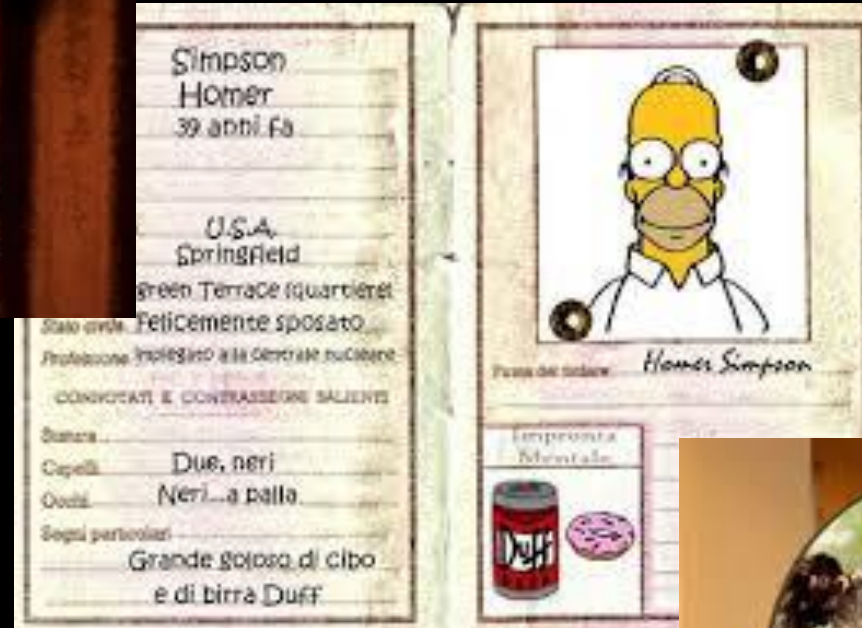 Simpson
Homer
39 anni fa
U.S.A.
Springfield
green Terrace (quartiere)
Stato civile Felicemente sposato
Professione Impiegato alla centrale nucleare
CONNOTATI E CONTRASSEGNI SALIENTI
Statura
Capelli Due, neri
Occhi Neri...a palla
Segni particolari
Grande goloso di cibo
e di birra Duff
Firma del titolare Homer Simpson
Impronta
Mentale
Duff